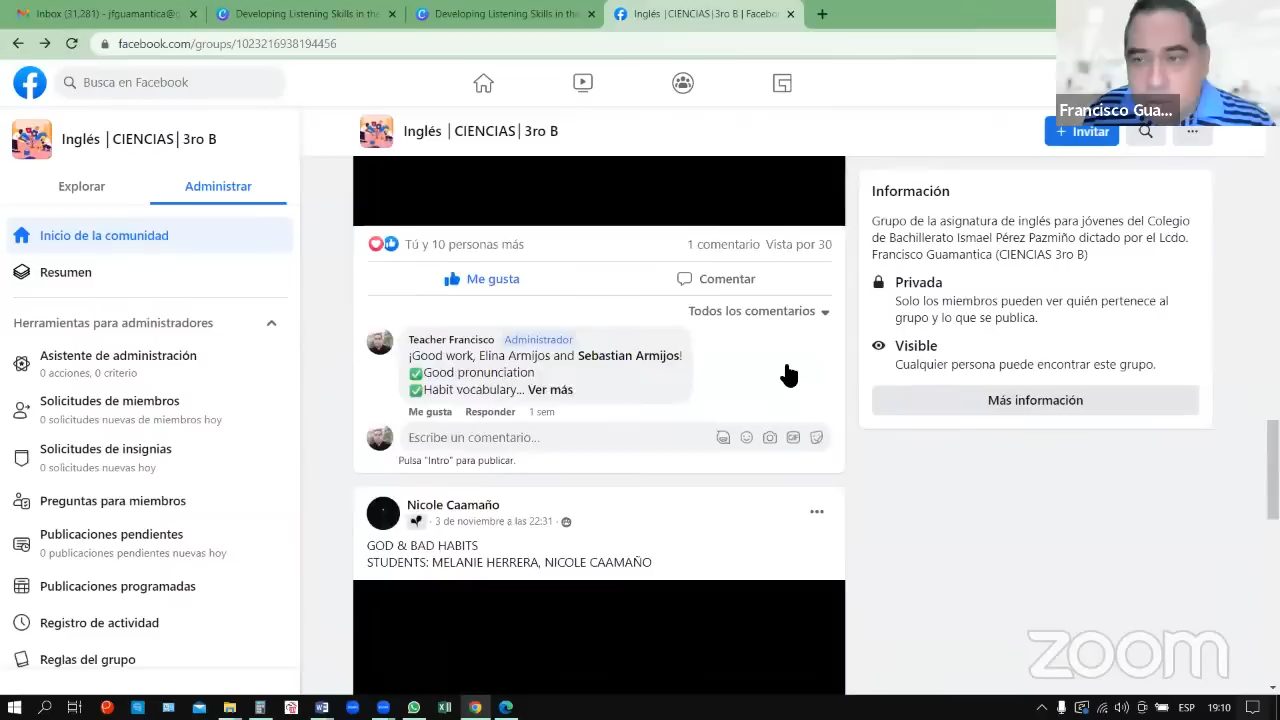 Inbox (31,281) - jfguamantica@
Developing Listening Skills in the
Developing Listening Skills in the
Inglés | CIENCIAS | 3ro B | Faceb
facebook.com/groups/1023216938194456
Busca en Facebook
Francisco Gua...
Inglés | CIENCIAS | 3ro B
Inglés | CIENCIAS | 3ro B
+ Invitar
Explorar
Administrar
Inicio de la comunidad
Resumen
Herramientas para administradores
Asistente de administración
0 acciones, 0 criterio
Solicitudes de miembros
0 solicitudes nuevas de miembros hoy
Solicitudes de insignias
0 solicitudes nuevas hoy
Preguntas para miembros
Publicaciones pendientes
0 publicaciones pendientes nuevas hoy
Publicaciones programadas
Registro de actividad
Reglas del grupo
Tú y 10 personas más
1 comentario Vista por 30
Me gusta
Comentar
Todos los comentarios
Teacher Francisco Administrador
¡Good work, Elina Armijos and Sebastian Armijos!
✅Good pronunciation
✅Habit vocabulary... Ver más
Me gusta Responder 1 sem
Escribe un comentario...
Pulsa "Intro" para publicar.
Nicole Caamaño
3 de noviembre a las 22:31
GOD & BAD HABITS
STUDENTS: MELANIE HERRERA, NICOLE CAAMAÑO
Información
Grupo de la asignatura de inglés para jóvenes del Colegio
de Bachillerato Ismael Pérez Pazmiño dictado por el Lcdo.
Francisco Guamantica (CIENCIAS 3ro B)
Privada
Solo los miembros pueden ver quién pertenece al
grupo y lo que se publica.
Visible
Cualquier persona puede encontrar este grupo.
Más información
zoom
ESP
19:10